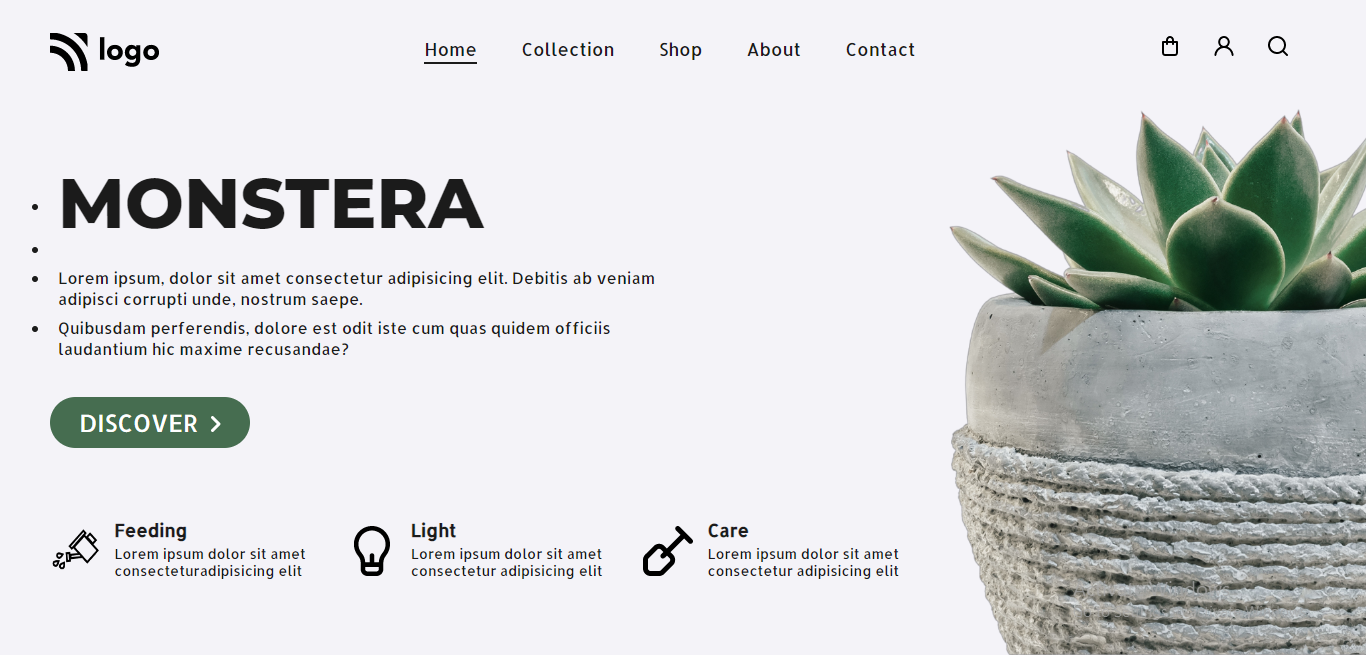 logo
Home Collection Shop About Contact
MONSTERA
Lorem ipsum, dolor sit amet consectetur adipisicing elit. Debitis ab veniam
adipisci corrupti unde, nostrum saepe.
Quibusdam perferendis, dolore est odit iste cum quas quidem officiis
laudantium hic maxime recusandae?
DISCOVER
Feeding
Lorem ipsum dolor sit amet
consecteturadipisicing elit
Light
Lorem ipsum dolor sit amet
consectetur adipisicing elit
Care
Lorem ipsum dolor sit amet
consectetur adipisicing elit